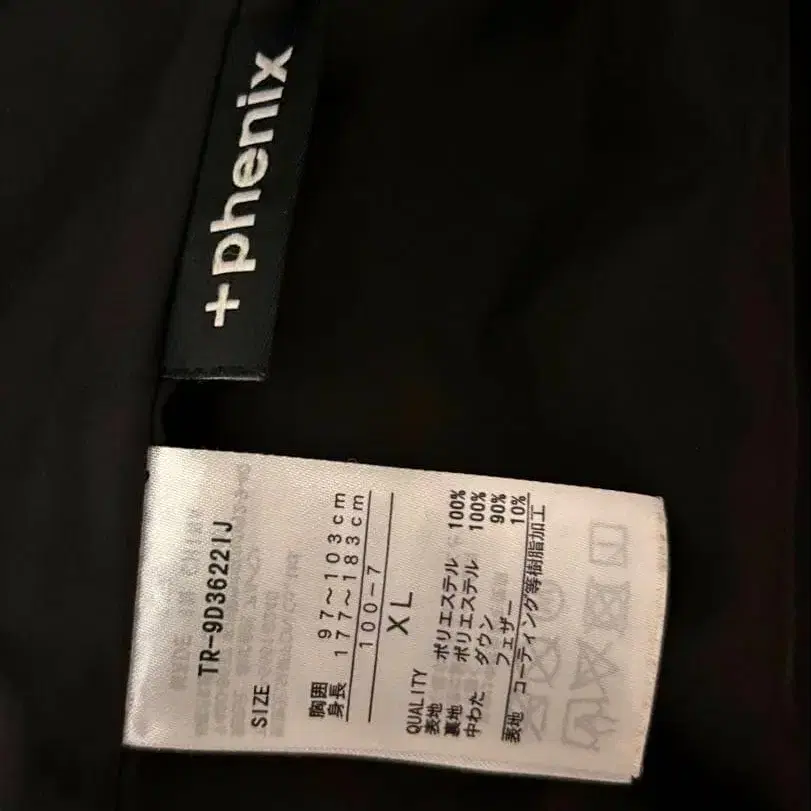 +phenix
TR-9D3622IJ
SIZE
胸囲 97〜103cm
身長 177〜183cm
100-7
XL
QUALITY
表地 ポリエステル 100%
裏地 ポリエステル 100%
中わた ダウン 90%
フェザー 10%
表地 コーティング等樹脂加工